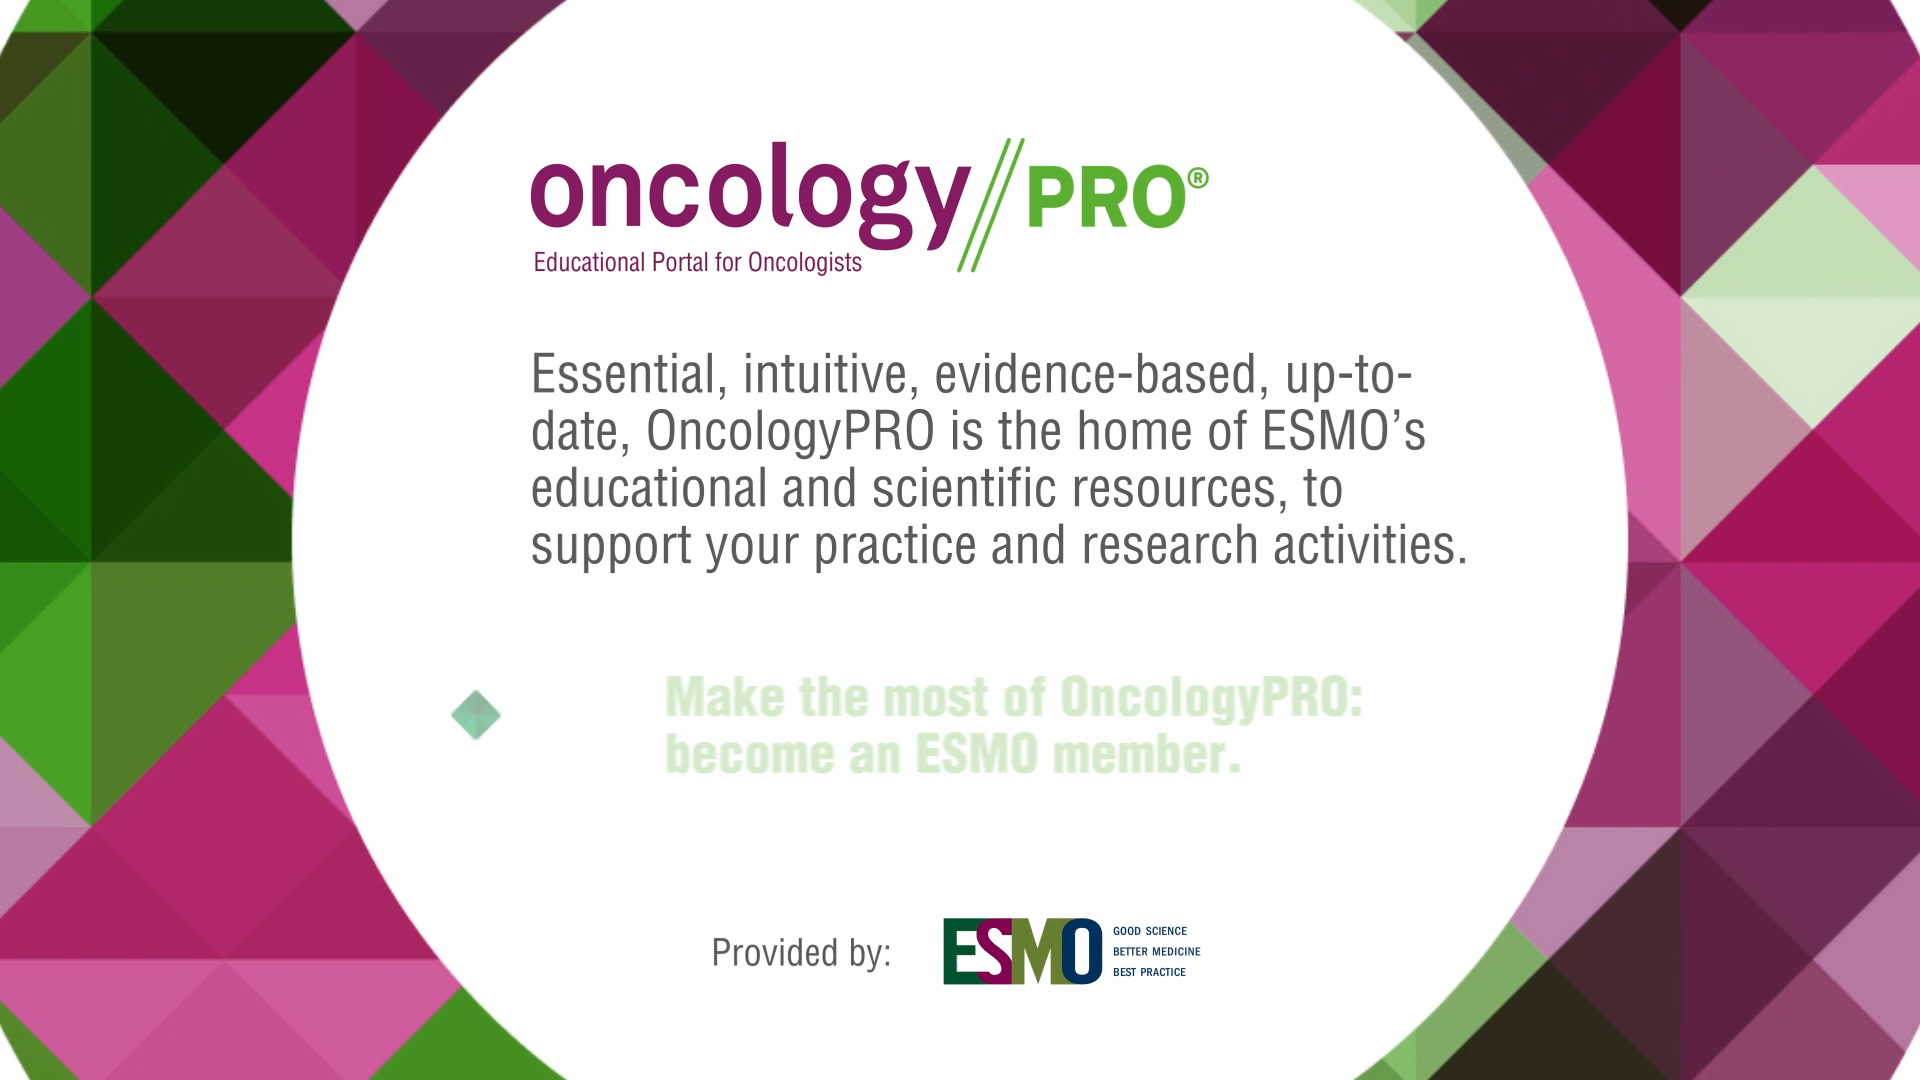 oncology//PRO®
Educational Portal for Oncologists
Essential, intuitive, evidence-based, up-to-
date, OncologyPRO is the home of ESMO’s
educational and scientific resources, to
support your practice and research activities.
Make the most of OncologyPRO:
become an ESMO member.
Provided by:
ESMO
GOOD SCIENCE
BETTER MEDICINE
BEST PRACTICE